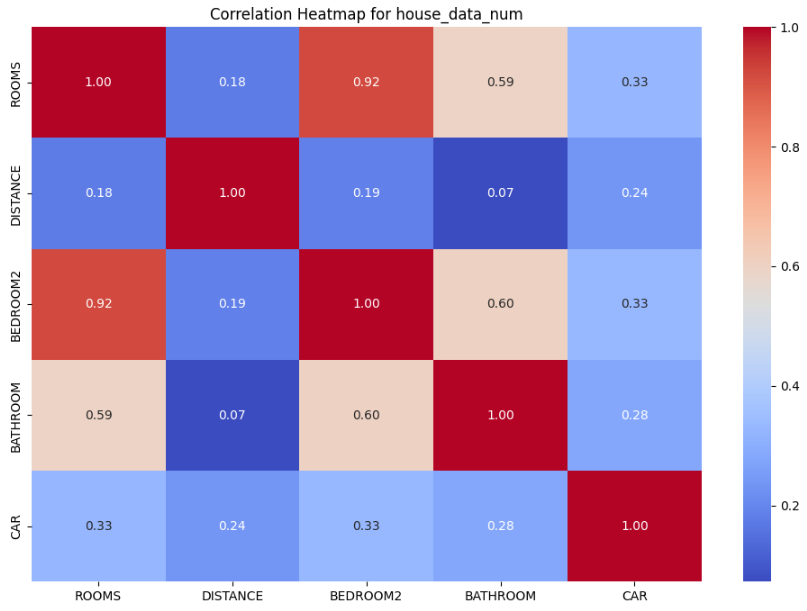 Correlation Heatmap for house_data_num
ROOMS 1.00 0.18 0.92 0.59 0.33
DISTANCE 0.18 1.00 0.19 0.07 0.24
BEDROOM2 0.92 0.19 1.00 0.60 0.33
BATHROOM 0.59 0.07 0.60 1.00 0.28
CAR 0.33 0.24 0.33 0.28 1.00
ROOMS DISTANCE BEDROOM2 BATHROOM CAR
1.0
0.8
0.6
0.4
0.2